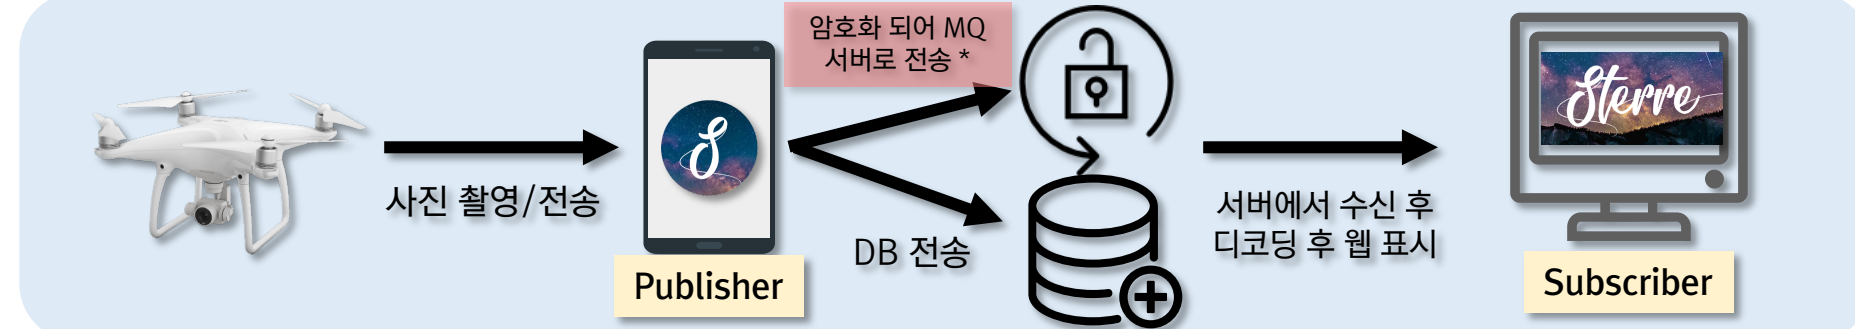 암호화 되어 MQ
서버로 전송 *
Sterre
S
사진 촬영/전송
서버에서 수신 후
디코딩 후 웹 표시
DB 전송
Publisher
Subscriber